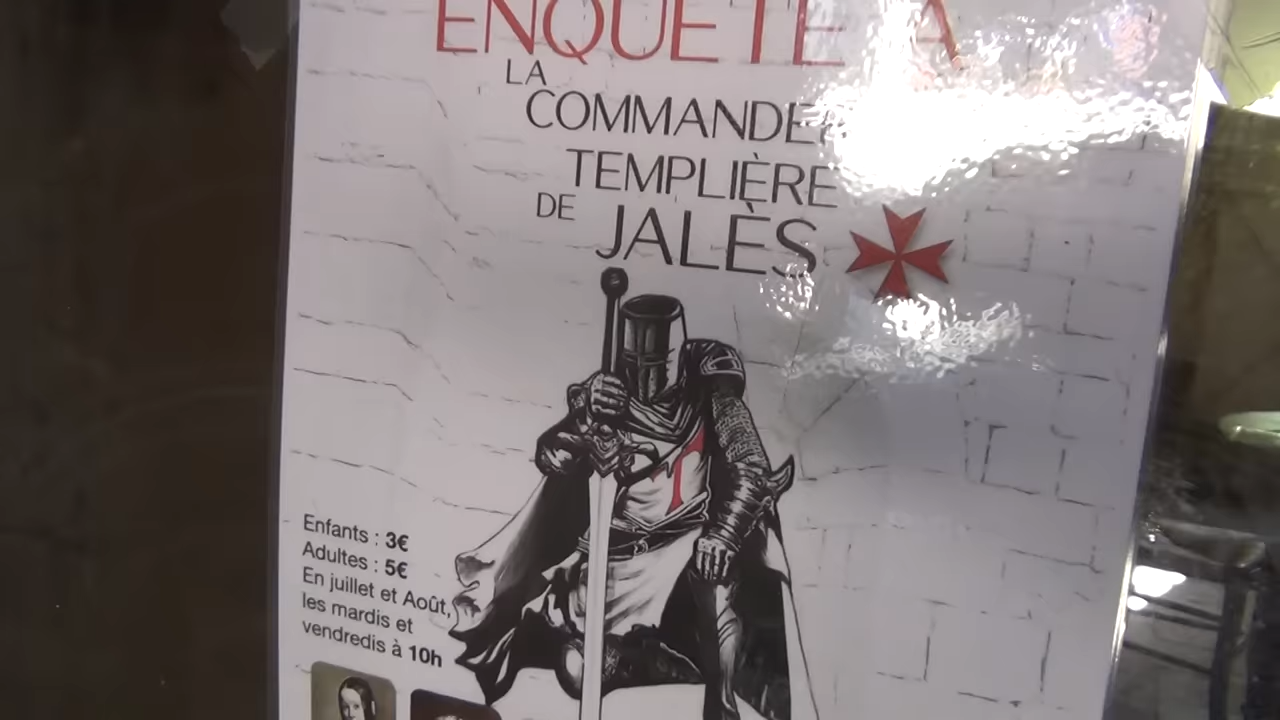 ENQUÊTE À
LA
COMMANDE
TEMPLIÈRE
DE JALÈS
Enfants : 3€
Adultes : 5€
En juillet et Août,
les mardis et
vendredis à 10h